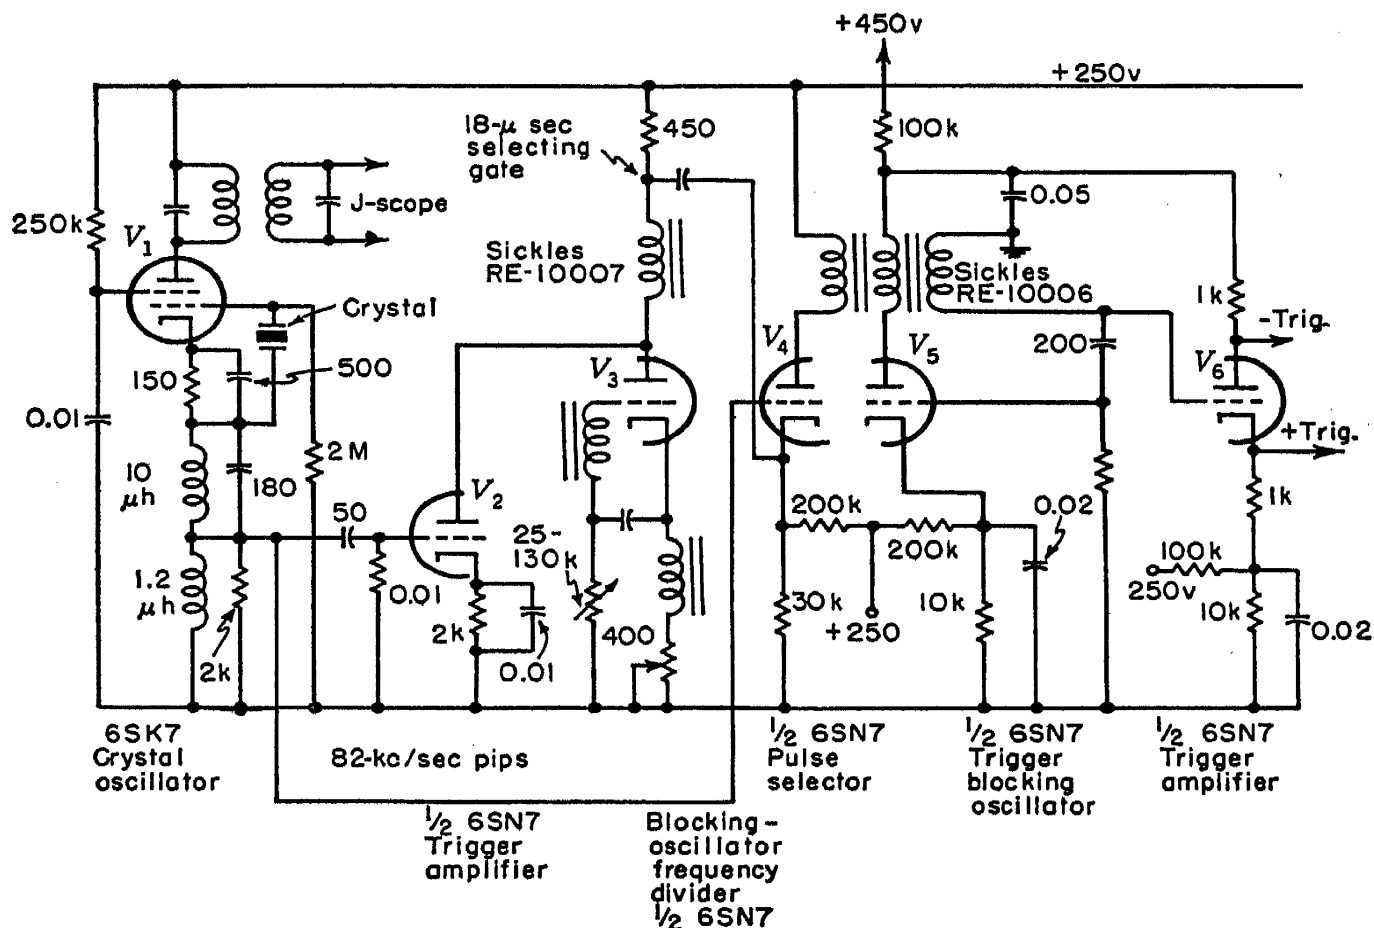 +450v
+250v
18-μ sec
selecting
gate
450
100k
J-scope
0.05
250k
V1
Sickles
RE-10007
Sickles
RE-10006
Crystal
1k
-Trig.
V4
V5
200
V6
150
500
V3
0.01
+Trig.
2M
10
μh
180
V2
200k
0.02
1k
50
25-
130k
200k
100k
250v
1.2
μh
0.01
30k
10k
10k
2k
400
+250
0.02
2k
0.01
6SK7
Crystal
oscillator
82-kc/sec pips
1/2 6SN7
Pulse
selector
1/2 6SN7
Trigger
blocking
oscillator
1/2 6SN7
Trigger
amplifier
1/2 6SN7
Trigger
amplifier
Blocking-
oscillator
frequency
divider
1/2 6SN7